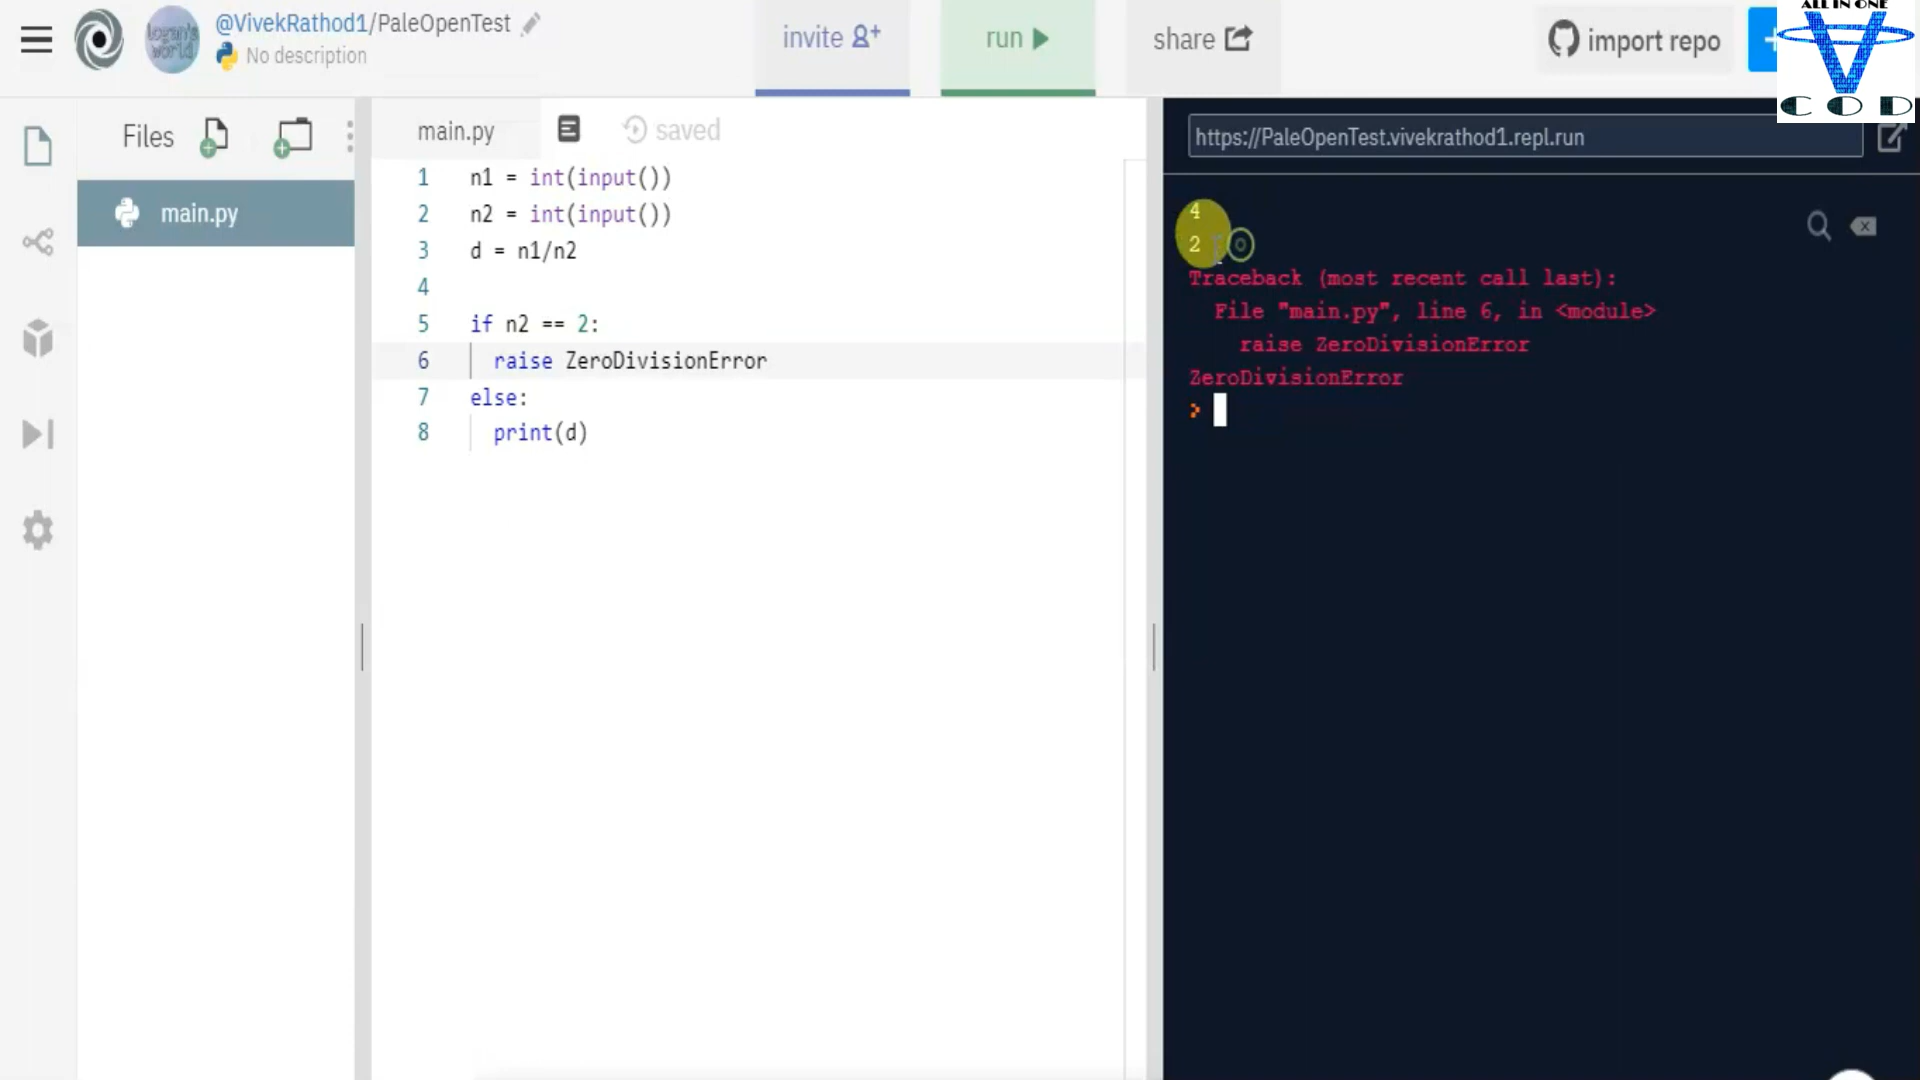 @VivekRathod1/PaleOpenTest
No description
logan's world
invite
run
share
import repo
+
ALL IN ONE
V
C O D
Files
main.py
main.py
saved
1 n1 = int(input())
2 n2 = int(input())
3 d = n1/n2
4
5 if n2 == 2:
6 raise ZeroDivisionError
7 else:
8 print(d)
https://PaleOpenTest.vivekrathod1.repl.run
4
2
Traceback (most recent call last):
File "main.py", line 6, in <module>
raise ZeroDivisionError
ZeroDivisionError
>